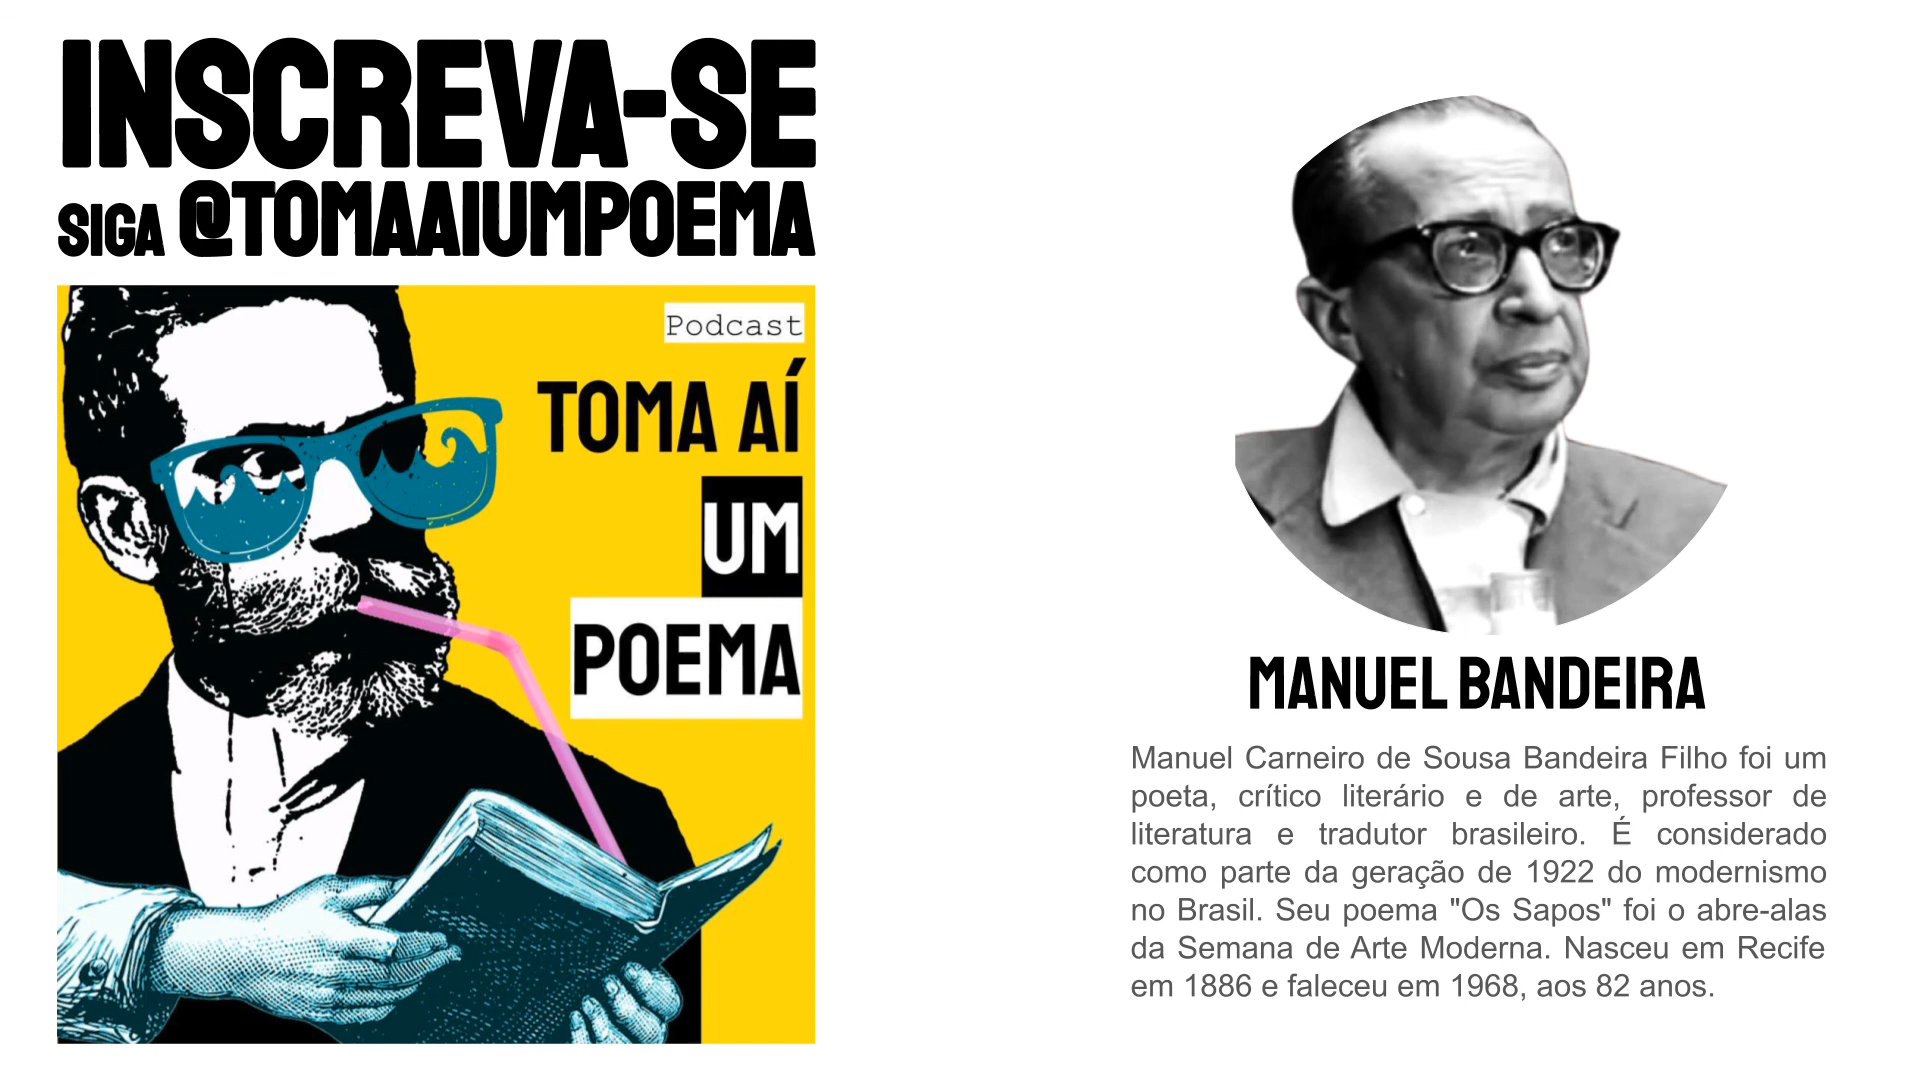 INSCREVA-SE
SIGA @TOMAAIUMPOEMA
Podcast
TOMA AÍ
UM
POEMA
MANUEL BANDEIRA
Manuel Carneiro de Sousa Bandeira Filho foi um
poeta, crítico literário e de arte, professor de
literatura e tradutor brasileiro. É considerado
como parte da geração de 1922 do modernismo
no Brasil. Seu poema "Os Sapos" foi o abre-alas
da Semana de Arte Moderna. Nasceu em Recife
em 1886 e faleceu em 1968, aos 82 anos.